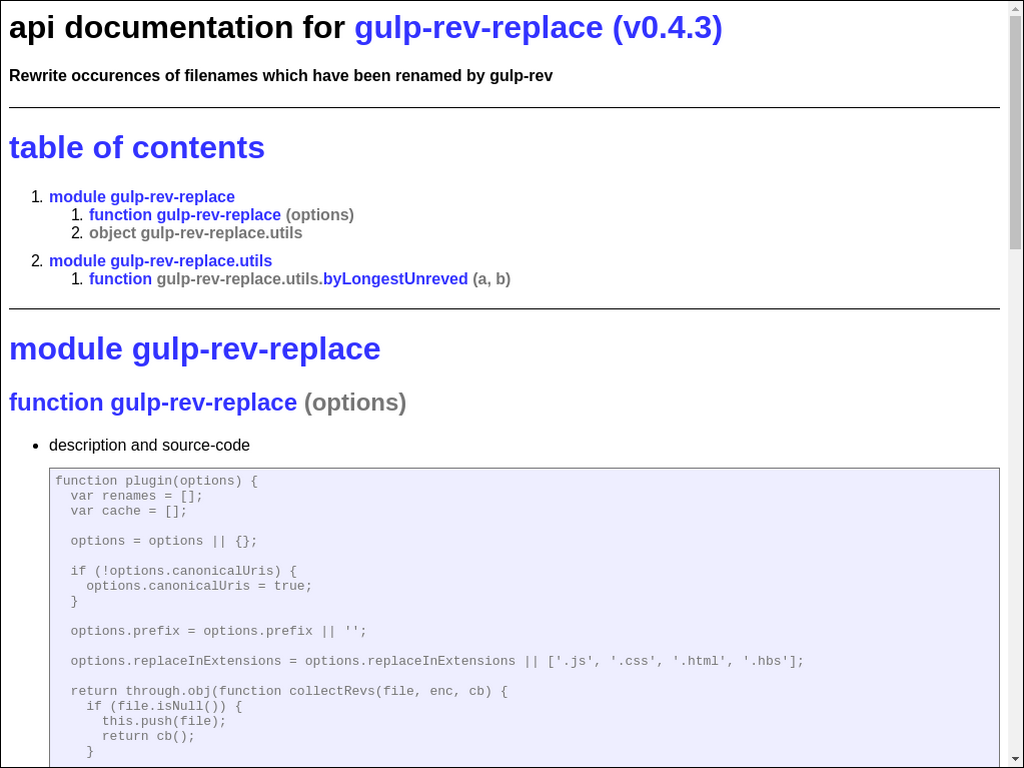 api documentation for gulp-rev-replace (v0.4.3)
Rewrite occurences of filenames which have been renamed by gulp-rev
table of contents
1. module gulp-rev-replace
1. function gulp-rev-replace (options)
2. object gulp-rev-replace.utils
2. module gulp-rev-replace.utils
1. function gulp-rev-replace.utils.byLongestUnreved (a, b)
module gulp-rev-replace
function gulp-rev-replace (options)
• description and source-code
function plugin(options) {
  var renames = [];
  var cache = [];
  options = options || {};
  if (!options.canonicalUris) {
    options.canonicalUris = true;
  }
  options.prefix = options.prefix || '';
  options.replaceInExtensions = options.replaceInExtensions || ['.js', '.css', '.html', '.hbs'];
  return through.obj(function collectRevs(file, enc, cb) {
    if (file.isNull()) {
      this.push(file);
      return cb();
    }